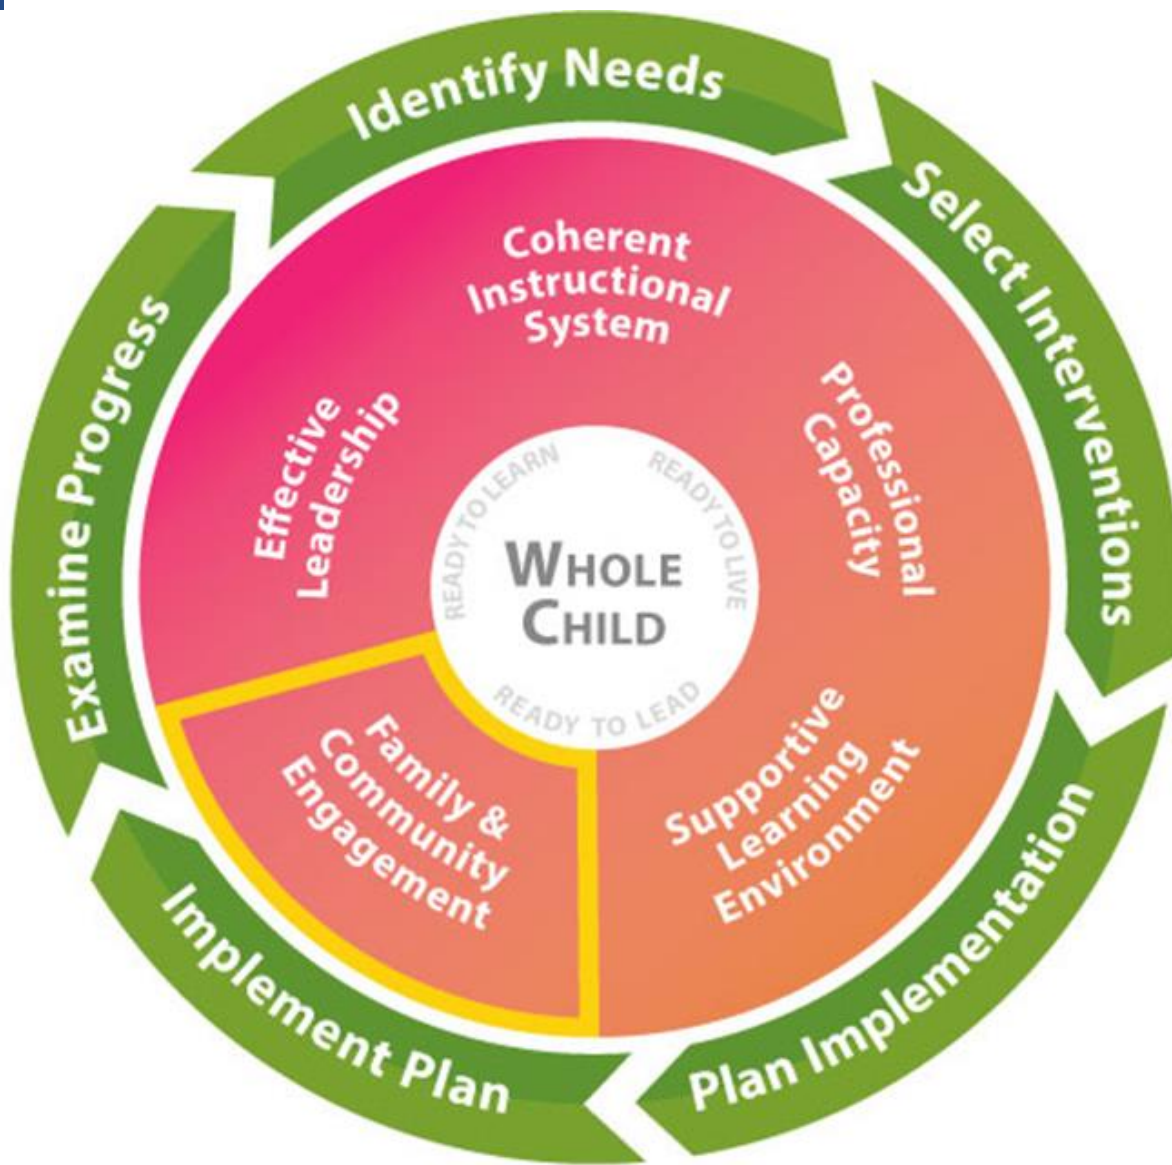 Identify Needs
Select Interventions
Plan Implementation
Implement Plan
Examine Progress
Coherent
Instructional
System
Professional
Capacity
Supportive
Learning
Environment
Family &
Community
Engagement
Effective
Leadership
READY TO LEARN
READY TO LIVE
READY TO LEAD
WHOLE
CHILD